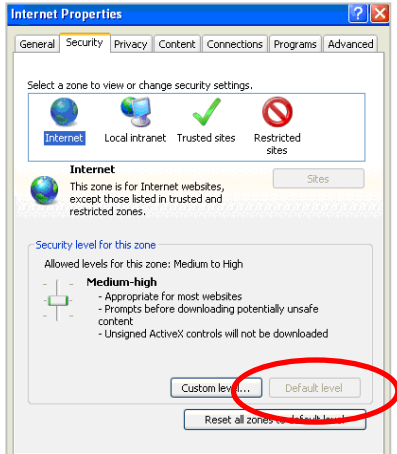 Internet Properties
General Security Privacy Content Connections Programs Advanced
Select a zone to view or change security settings.
Internet Local intranet Trusted sites Restricted
sites
Internet
Sites
This zone is for Internet websites,
except those listed in trusted and
restricted zones.
Security level for this zone
Allowed levels for this zone: Medium to High
Medium-high
- Appropriate for most websites
- Prompts before downloading potentially unsafe
content
- Unsigned ActiveX controls will not be downloaded
Custom level... Default level
Reset all zones to default level